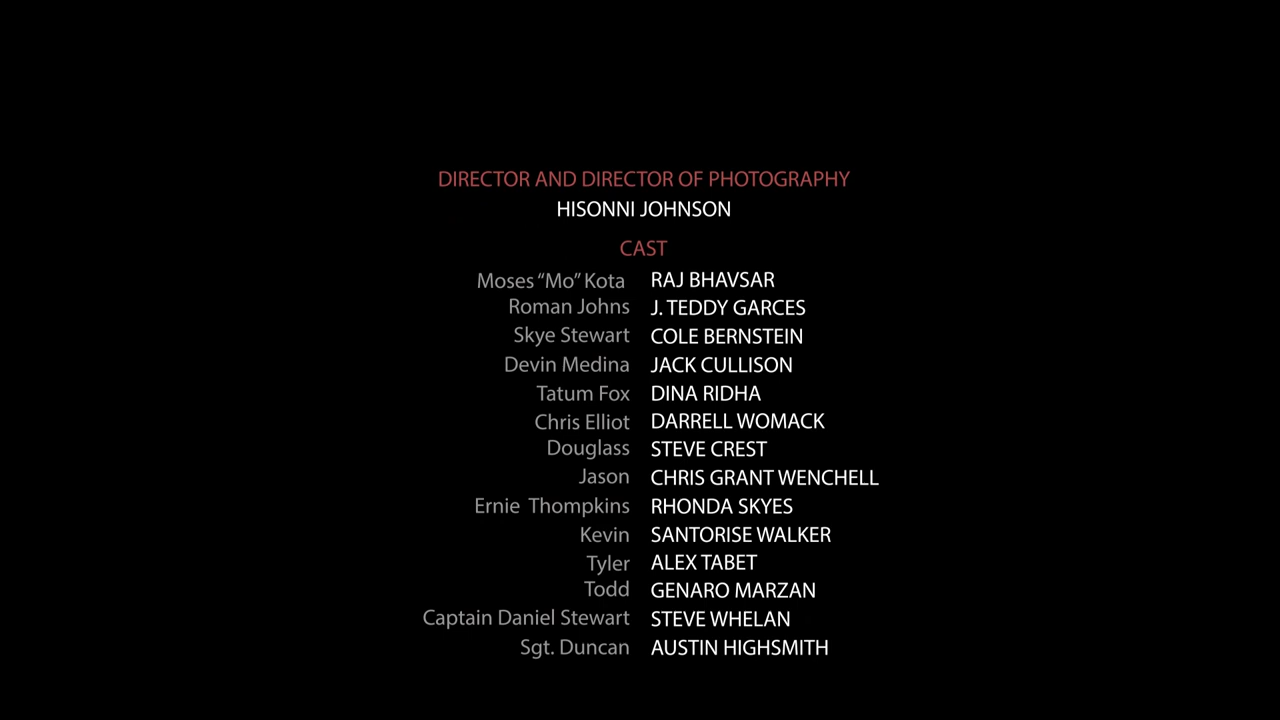 DIRECTOR AND DIRECTOR OF PHOTOGRAPHY
HISONNI JOHNSON
CAST
Moses “Mo” Kota RAJ BHAVSAR
Roman Johns J. TEDDY GARCES
Skye Stewart COLE BERNSTEIN
Devin Medina JACK CULLISON
Tatum Fox DINA RIDHA
Chris Elliot DARRELL WOMACK
Douglass STEVE CREST
Jason CHRIS GRANT WENCHELL
Ernie Thompkins RHONDA SKYES
Kevin SANTORISE WALKER
Tyler ALEX TABET
Todd GENARO MARZAN
Captain Daniel Stewart STEVE WHELAN
Sgt. Duncan AUSTIN HIGHSMITH